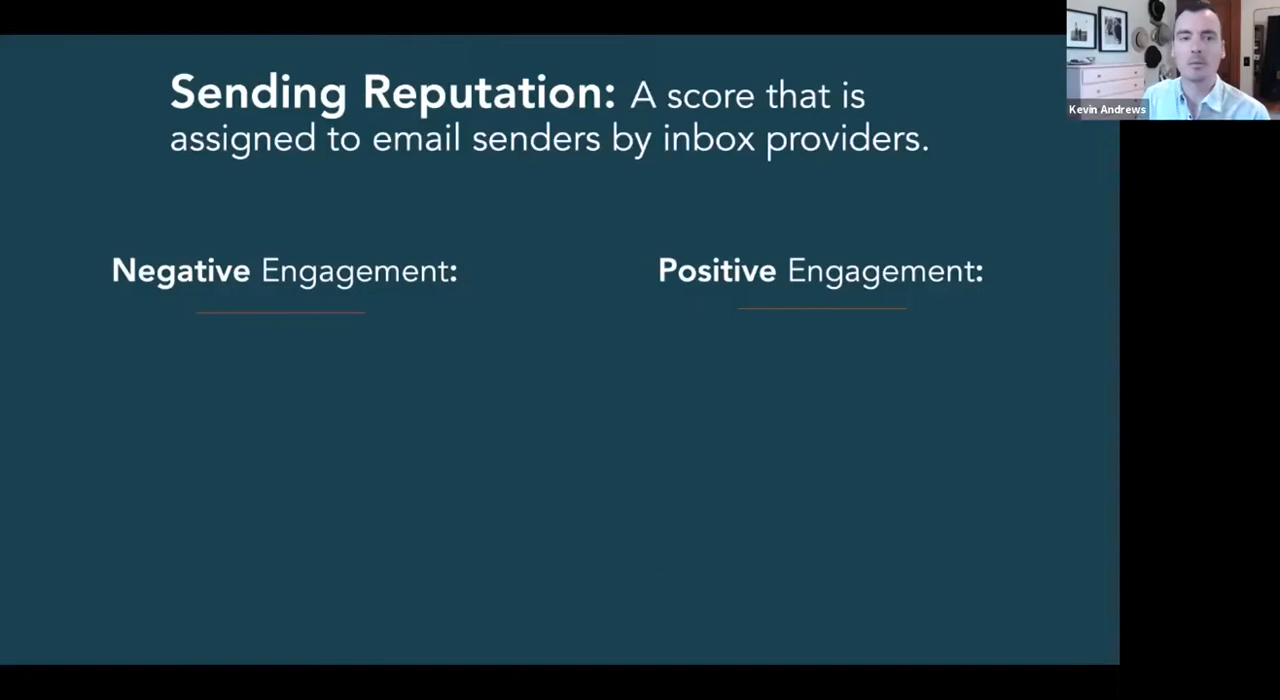 Sending Reputation: A score that is
assigned to email senders by inbox providers.
Negative Engagement:
Positive Engagement:
Kevin Andrews